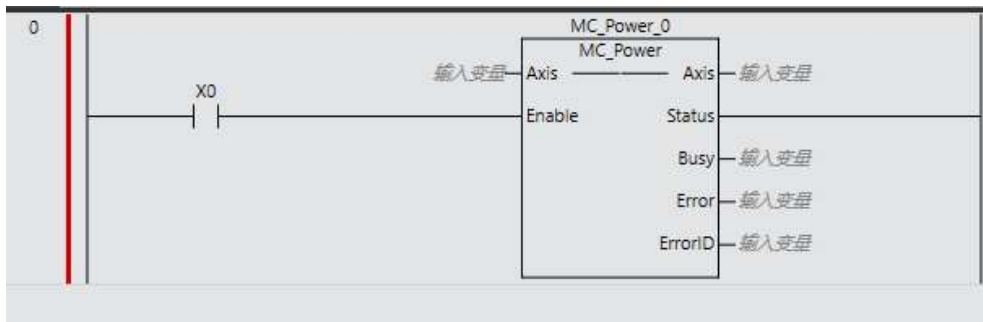 0
MC_Power_0
MC_Power
输入变量 Axis Axis 输入变量
X0
Enable Status
Busy 输入变量
Error 输入变量
ErrorID 输入变量